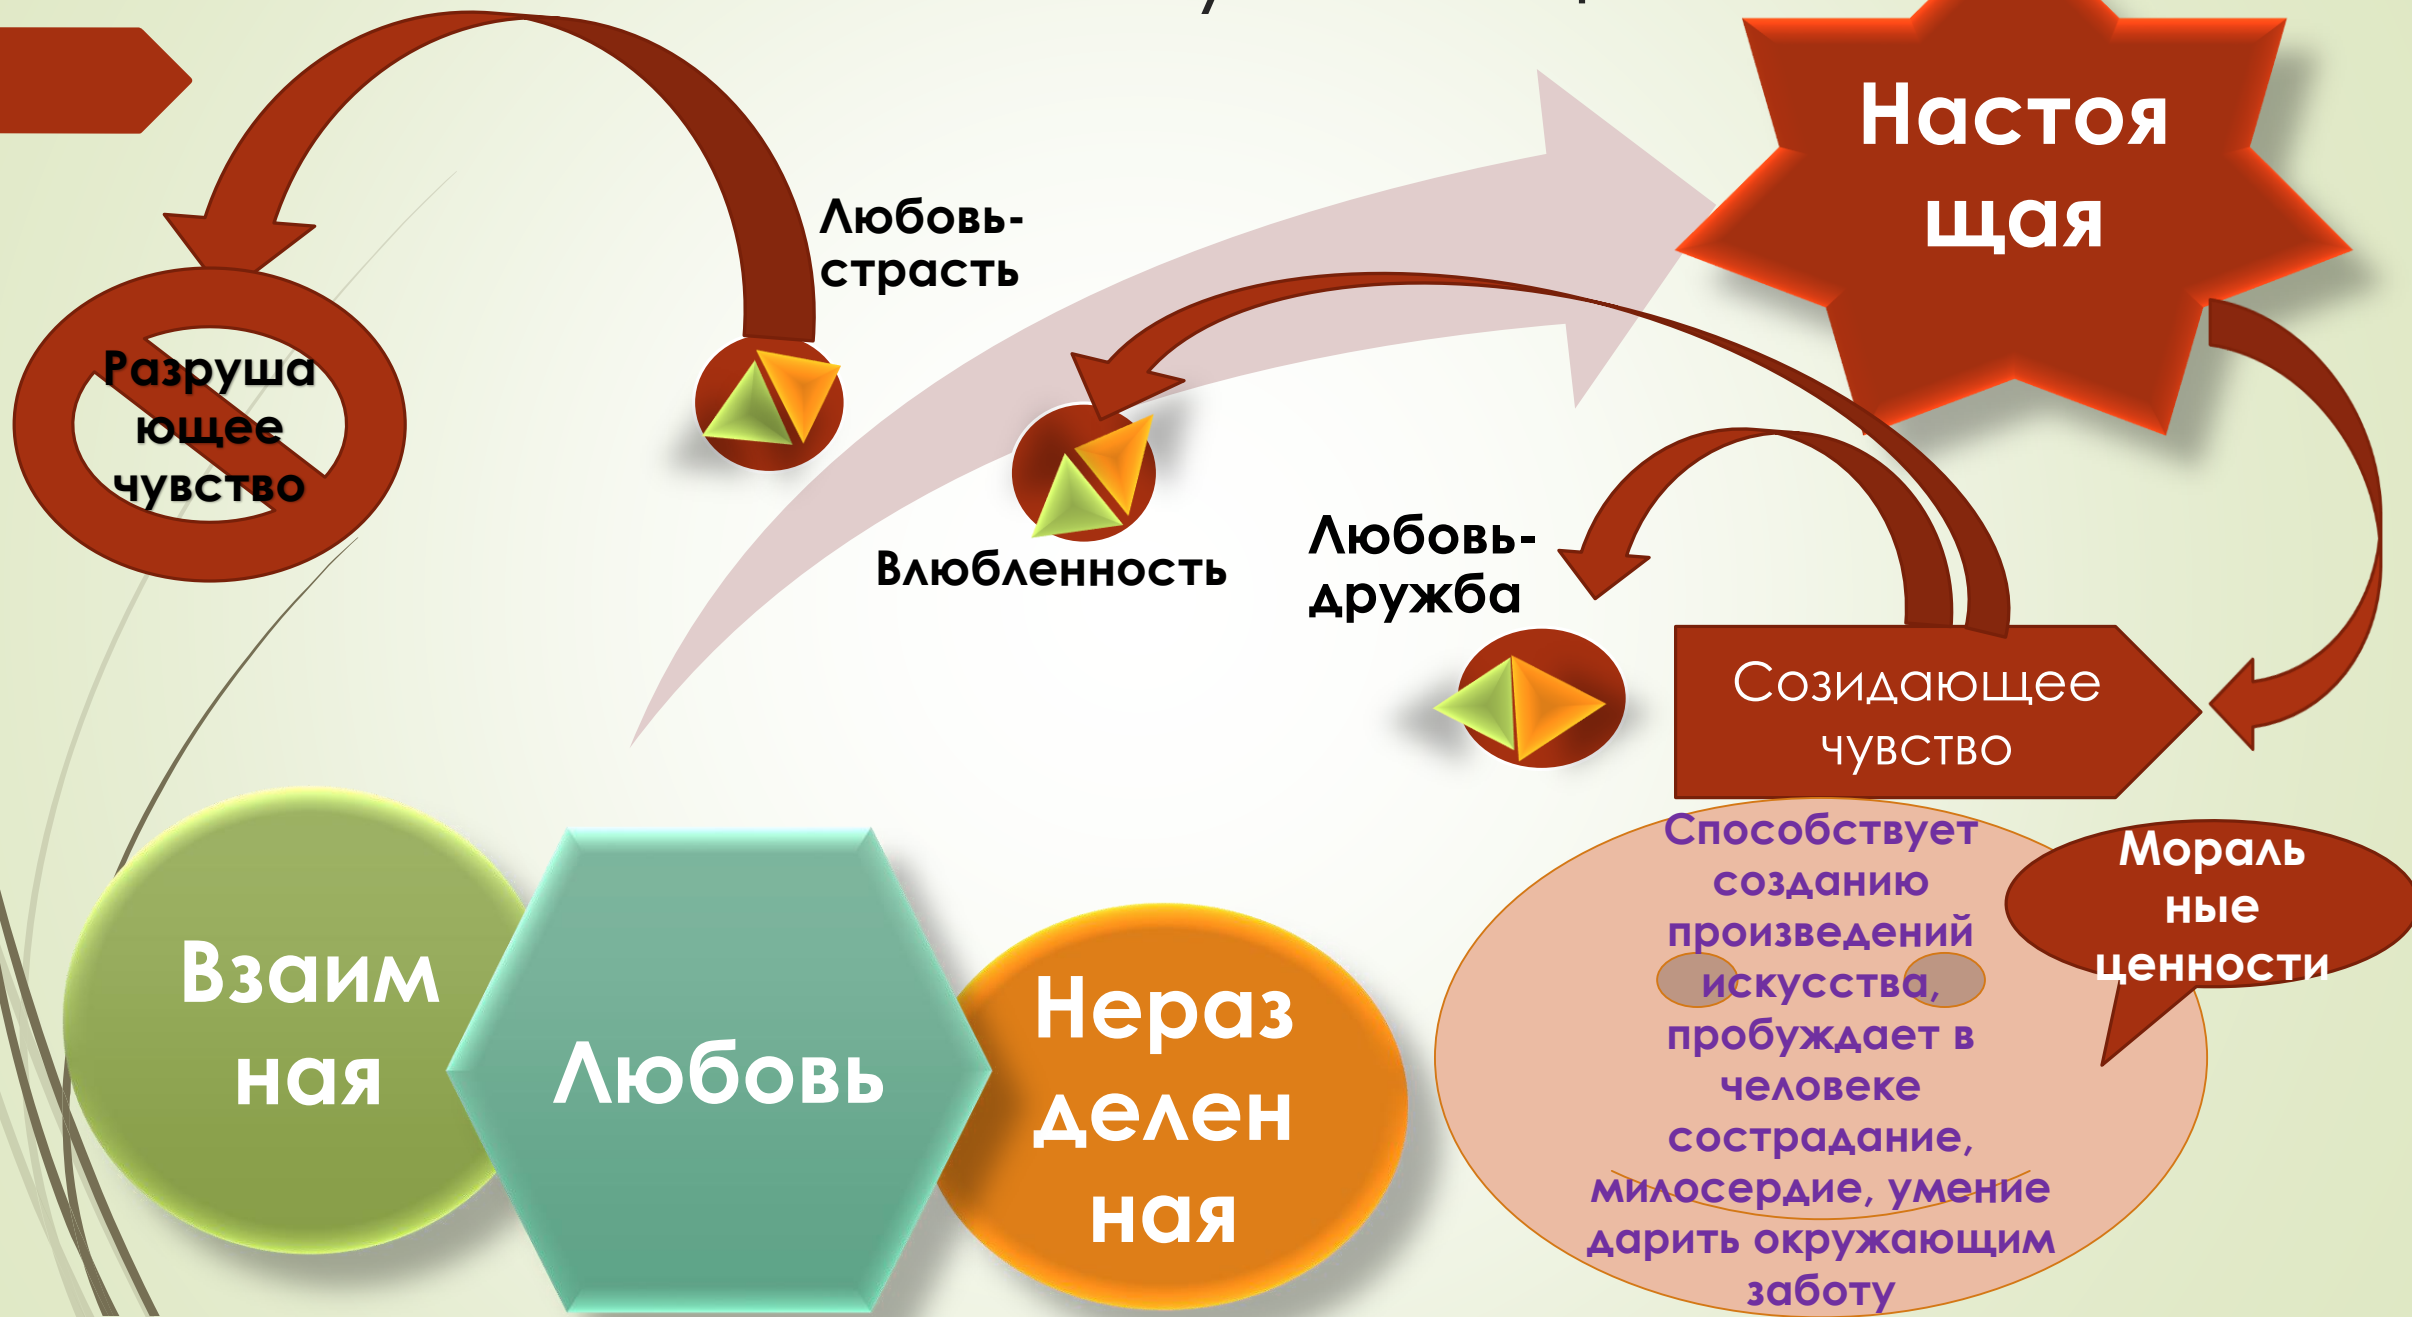 Настоя
щая
Любовь-
страсть
Разруша
ющее
чувство
Влюбленность
Любовь-
дружба
Созидающее
чувство
Способствует
созданию
произведений
искусства,
пробуждает в
человеке
сострадание,
милосердие, умение
дарить окружающим
заботу
Мораль
ные
ценности
Взаим
ная
Любовь
Нераз
делен
ная